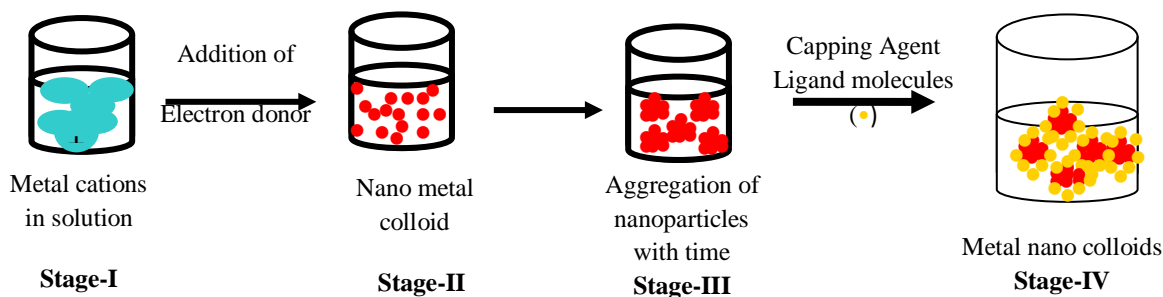 Addition of
Electron donor
Capping Agent
Ligand molecules
( )
Metal cations
in solution
Stage-I
Nano metal
colloid
Stage-II
Aggregation of
nanoparticles
with time
Stage-III
Metal nano colloids
Stage-IV